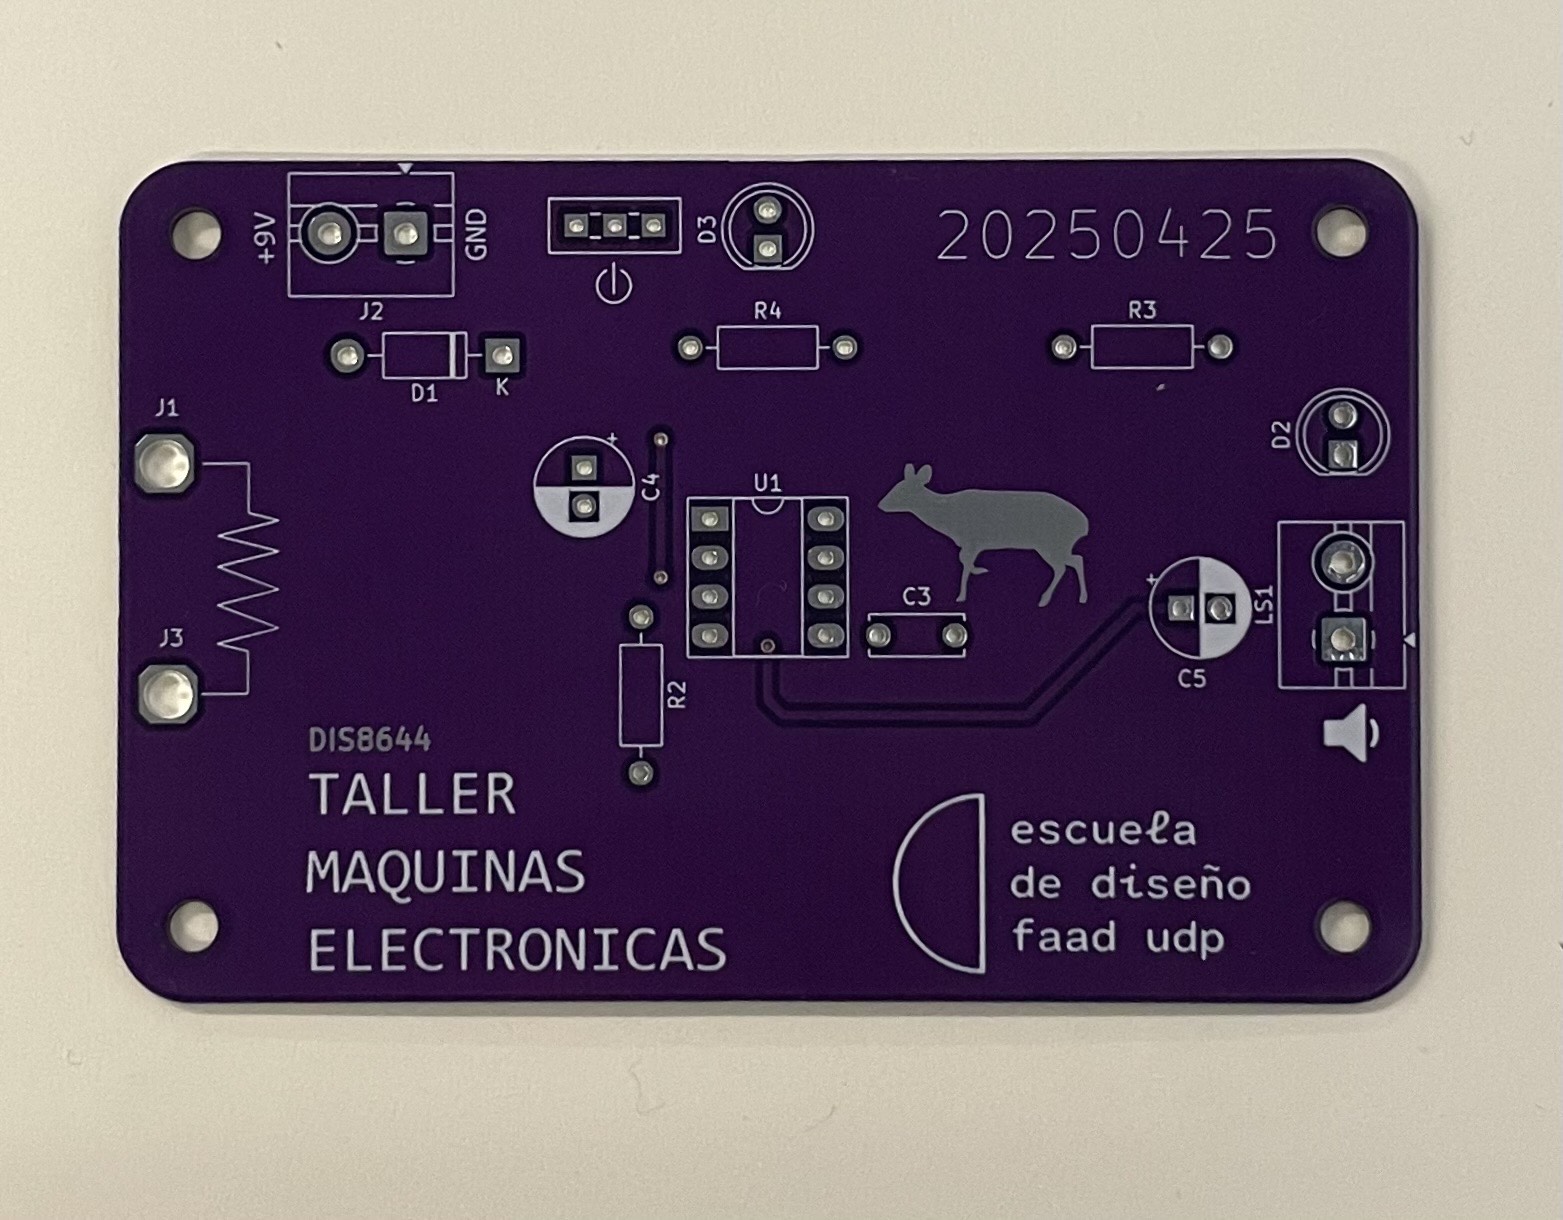 +9V
GND
J2
D3
20250425
D1
K
R4
R3
J1
+
C4
U1
D2
J3
R2
C3
+
C5
LS1
DIS8644
TALLER
MAQUINAS
ELECTRONICAS
escuela
de diseño
faad udp